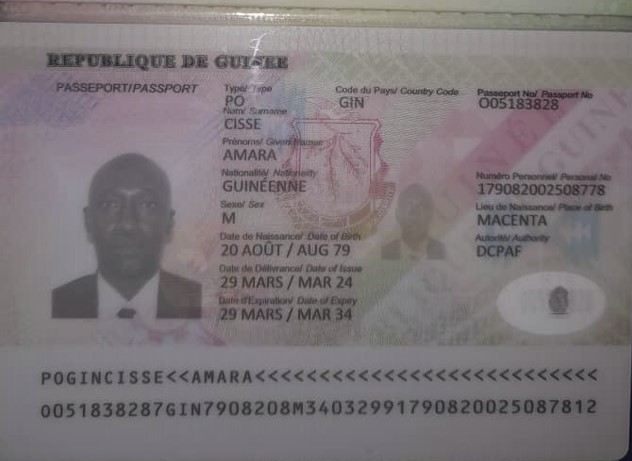 REPUBLIQUE DE GUINEE
PASSEPORT/PASSPORT
Type/ Type
PO
Code du Pays/ Country Code
GIN
Passeport No/ Passport No
O05183828
Nom/ Surname
CISSE
Prénoms/ Given Names
AMARA
Nationalité/ Nationality
GUINÉENNE
Numéro Personnel/ Personal No
179082002508778
Sexe/ Sex
M
Lieu de Naissance/ Place of Birth
MACENTA
Date de Naissance/ Date of Birth
20 AOÛT / AUG 79
Autorité/ Authority
DCPAF
Date de Délivrance/ Date of Issue
29 MARS / MAR 24
Date d'Expiration/ Date of Expiry
29 MARS / MAR 34
POGINCISSE<<AMARA<<<<<<<<<<<<<<<<<<<<<<<<<<<
O051838287GIN7908208M3403299179082002508​7812